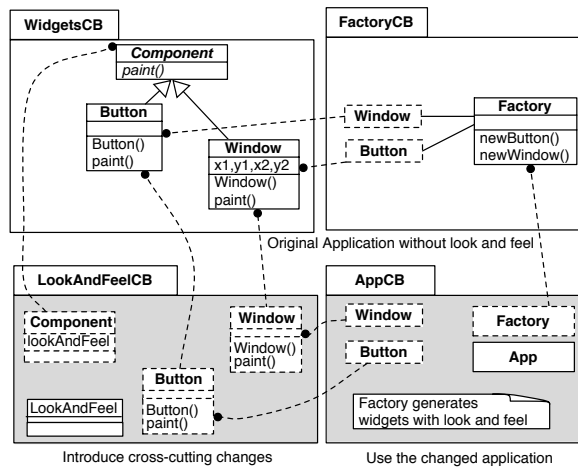 WidgetsCB
Component
paint()
Button
Button()
paint()
Window
x1,y1,x2,y2
Window()
paint()
FactoryCB
Window
Button
Factory
newButton()
newWindow()
Original Application without look and feel
LookAndFeelCB
Component
lookAndFeel
Window
Window()
paint()
Button
Button()
paint()
LookAndFeel
Introduce cross-cutting changes
AppCB
Window
Button
Factory
App
Factory generates
widgets with look and feel
Use the changed application